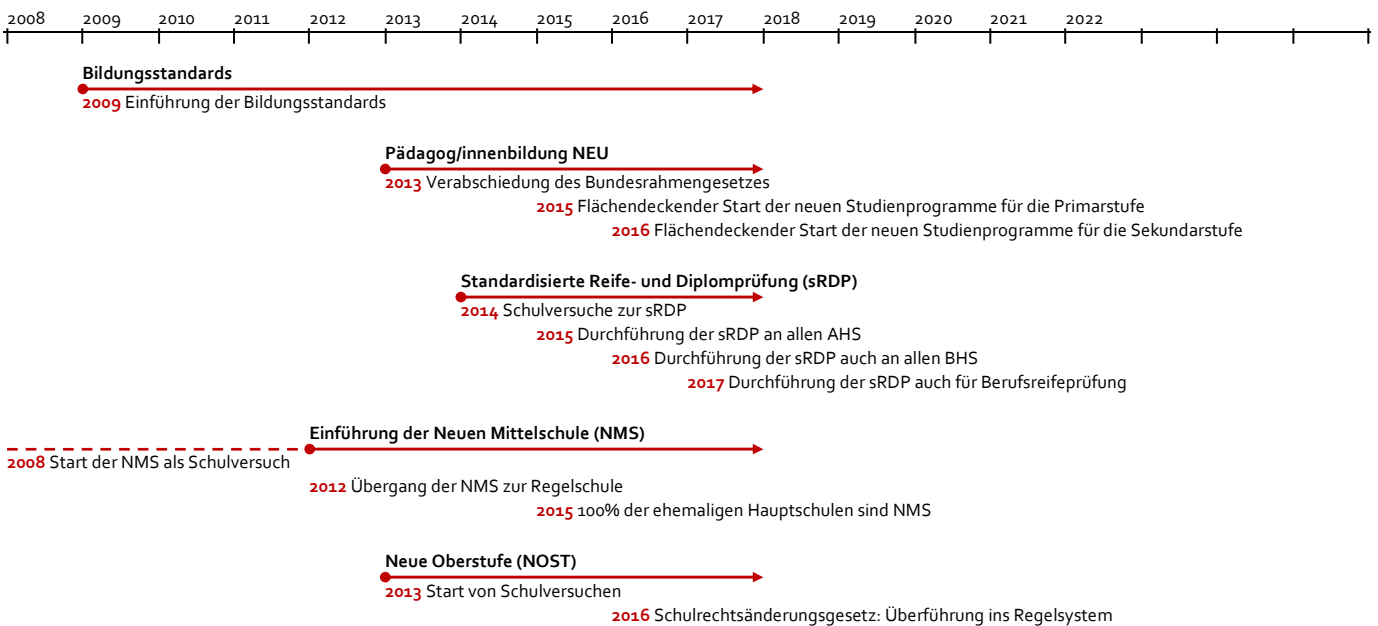 2008 2009 2010 2011 2012 2013 2014 2015 2016 2017 2018 2019 2020 2021 2022
Bildungsstandards
2009 Einführung der Bildungsstandards
Pädagog/innenbildung NEU
2013 Verabschiedung des Bundesrahmengesetzes
2015 Flächendeckender Start der neuen Studienprogramme für die Primarstufe
2016 Flächendeckender Start der neuen Studienprogramme für die Sekundarstufe
Standardisierte Reife- und Diplomprüfung (sRDP)
2014 Schulversuche zur sRDP
2015 Durchführung der sRDP an allen AHS
2016 Durchführung der sRDP auch an allen BHS
2017 Durchführung der sRDP auch für Berufsreifeprüfung
Einführung der Neuen Mittelschule (NMS)
2008 Start der NMS als Schulversuch
2012 Übergang der NMS zur Regelschule
2015 100% der ehemaligen Hauptschulen sind NMS
Neue Oberstufe (NOST)
2013 Start von Schulversuchen
2016 Schulrechtsänderungsgesetz: Überführung ins Regelsystem